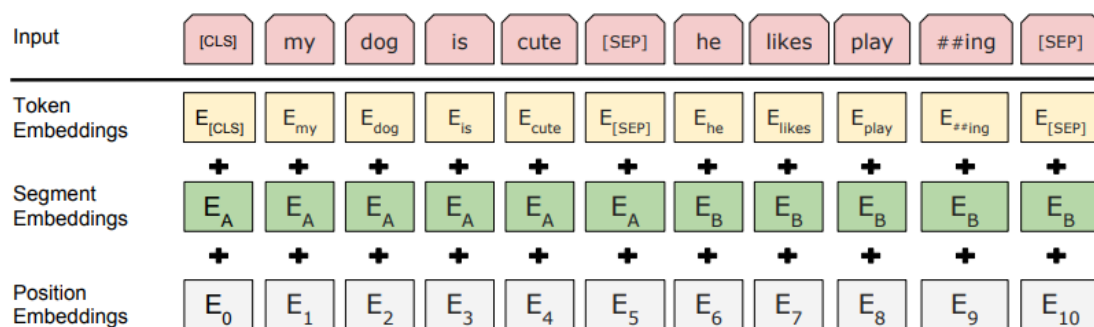 Input [CLS] my dog is cute [SEP] he likes play ##ing [SEP]
Token Embeddings E[CLS] Emy Edog Eis Ecute E[SEP] Ehe Elikes Eplay E##ing E[SEP]
+ + + + + + + + + + +
Segment Embeddings EA EA EA EA EA EA EB EB EB EB EB
+ + + + + + + + + + +
Position Embeddings E0 E1 E2 E3 E4 E5 E6 E7 E8 E9 E10